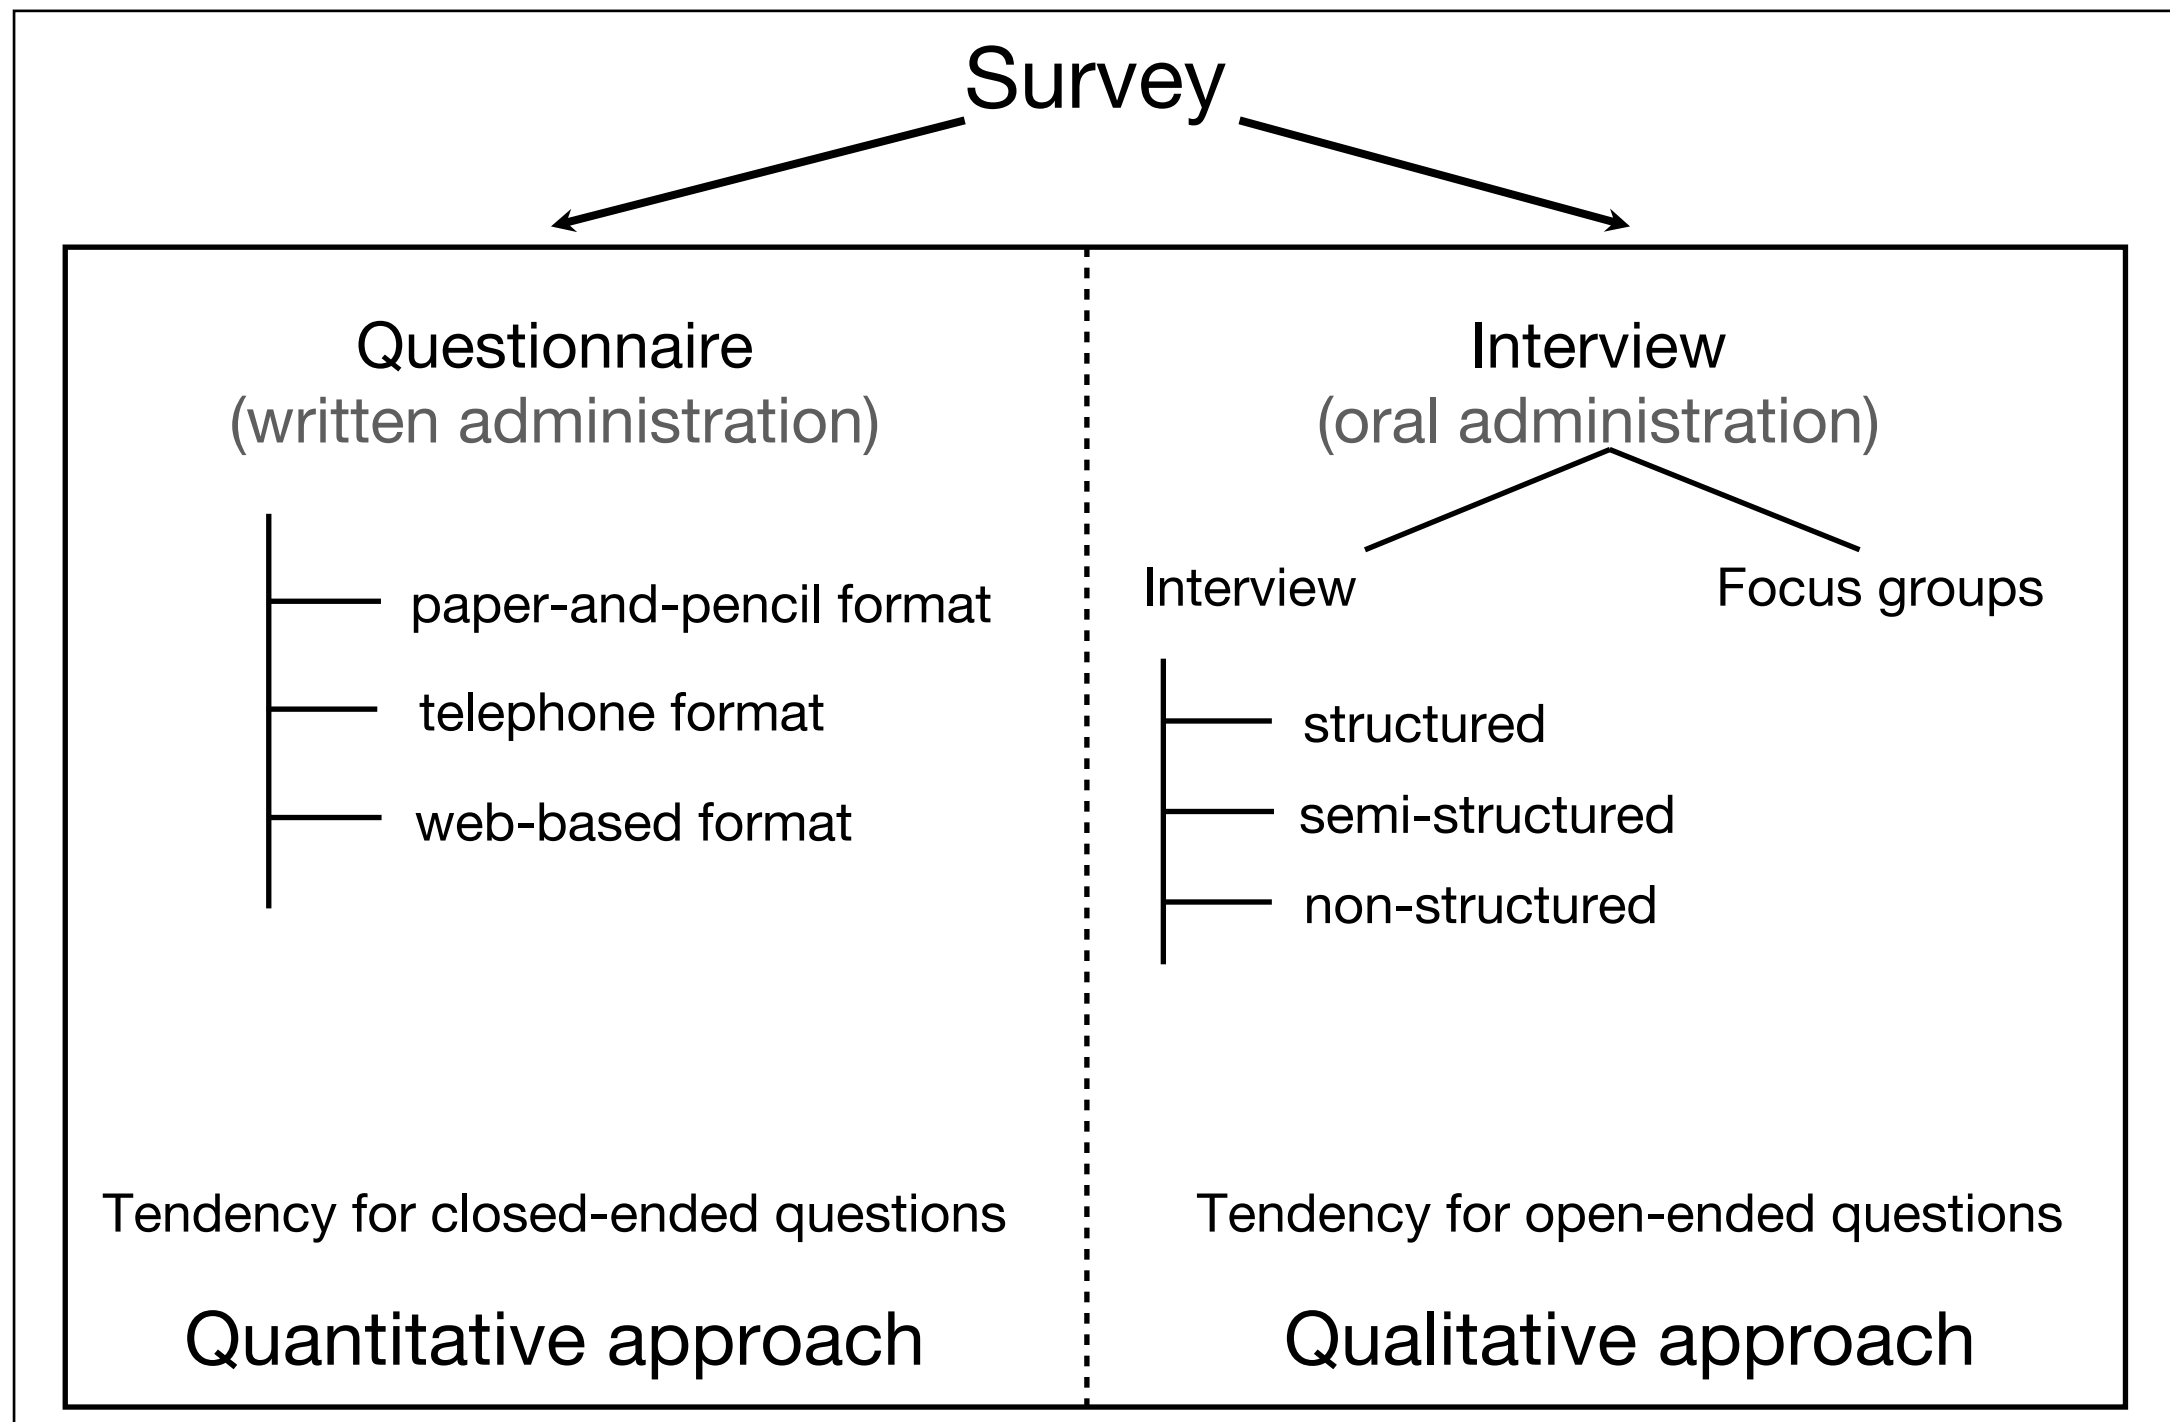 Survey
Questionnaire
(written administration)
paper-and-pencil format
telephone format
web-based format
Tendency for closed-ended questions
Quantitative approach
Interview
(oral administration)
Interview
Focus groups
structured
semi-structured
non-structured
Tendency for open-ended questions
Qualitative approach